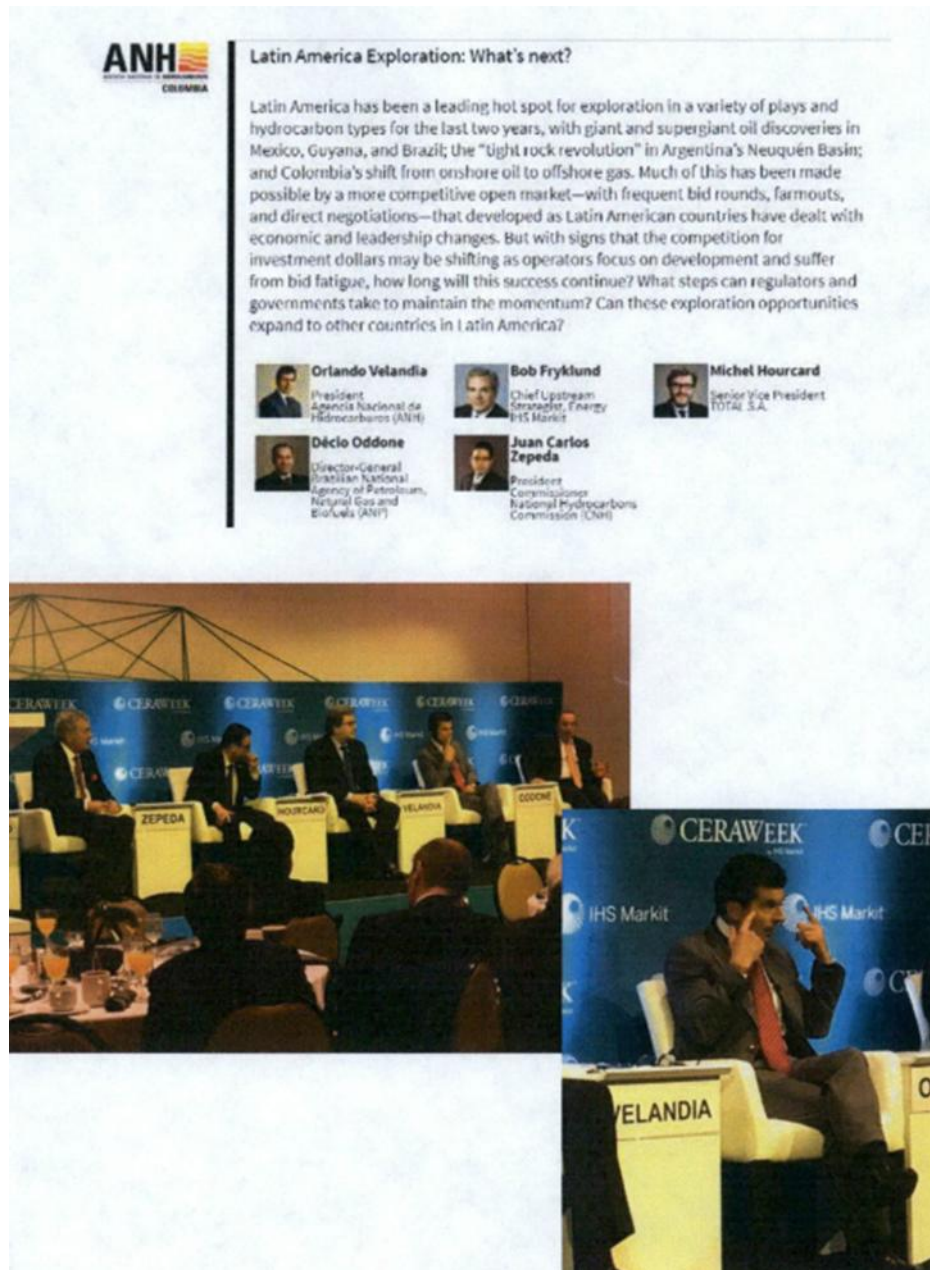 ANH
COLOMBIA
Latin America Exploration: What's next?
Latin America has been a leading hot spot for exploration in a variety of plays and
hydrocarbon types for the last two years, with giant and supergiant oil discoveries in
Mexico, Guyana, and Brazil; the "tight rock revolution" in Argentina's Neuquén Basin;
and Colombia's shift from onshore oil to offshore gas. Much of this has been made
possible by a more competitive open market—with frequent bid rounds, farmouts,
and direct negotiations—that developed as Latin American countries have dealt with
economic and leadership changes. But with signs that the competition for
investment dollars may be shifting as operators focus on development and suffer
from bid fatigue, how long will this success continue? What steps can regulators and
governments take to maintain the momentum? Can these exploration opportunities
expand to other countries in Latin America?
Orlando Velandia
President
Agencia Nacional de
Hidrocarburos (ANH)
Bob Fryklund
Chief Upstream
Strategist, Energy
IHS Markit
Michel Hourcard
Senior Vice President
TOTAL S.A.
Décio Oddone
Director-General
Brazilian National
Agency of Petroleum,
Natural Gas and
Biofuels (ANP)
Juan Carlos
Zepeda
President
Commissioner
National Hydrocarbons
Commission (CNH)
CERAWEEK CERAWEEK CERAWEEK CERAWEEK CERAWEEK CERAWEEK
IHS Markit
ZEPEDA
HOURCARD
VELANDIA
ODDONE
K CERAWEEK CE
IHS Markit IHS Markit
K C
VELANDIA O